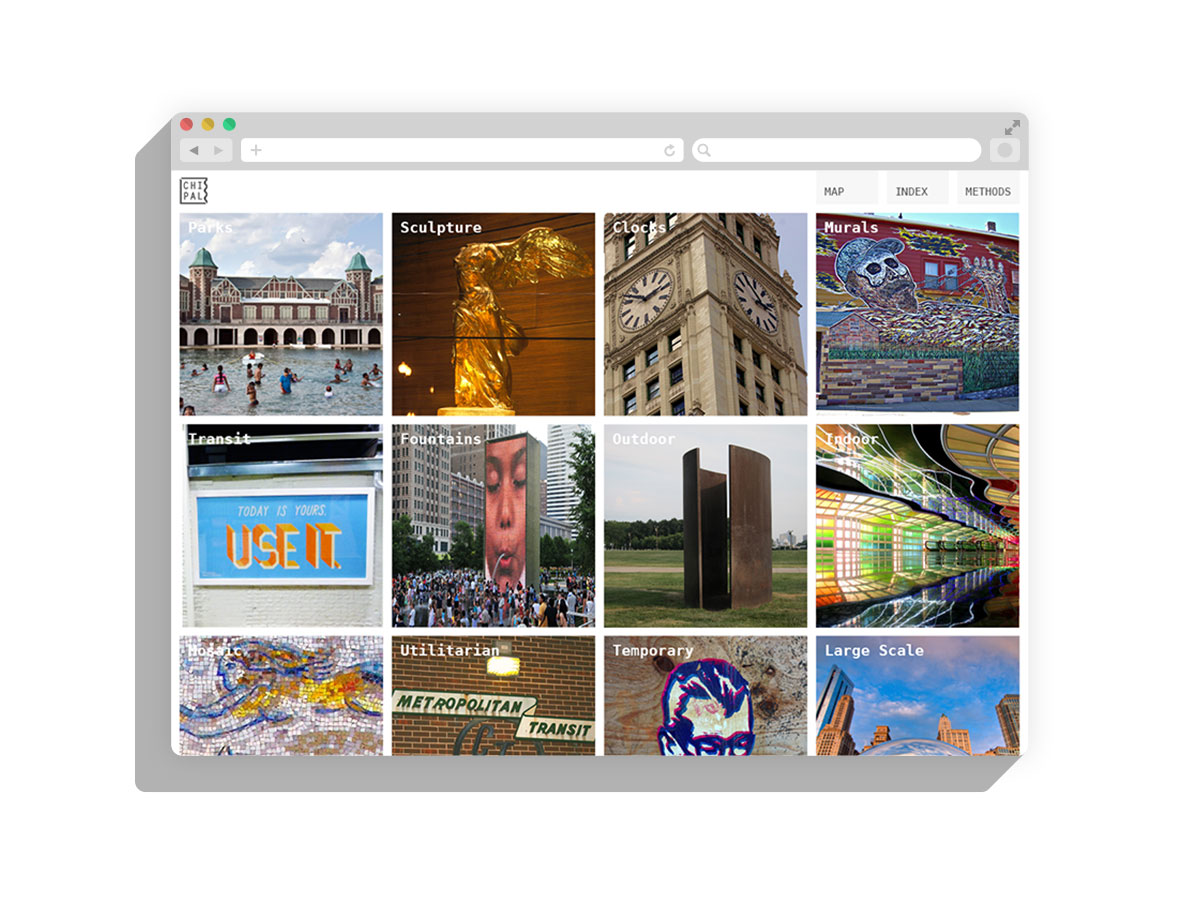 CHI
PAL
MAP
INDEX
METHODS
Parks
Sculpture
Clocks
Murals
Transit
Fountains
Outdoor
Indoor
TODAY IS YOURS.
USE IT.
Mosaic
Utilitarian
Temporary
Large Scale
METROPOLITAN
TRANSIT